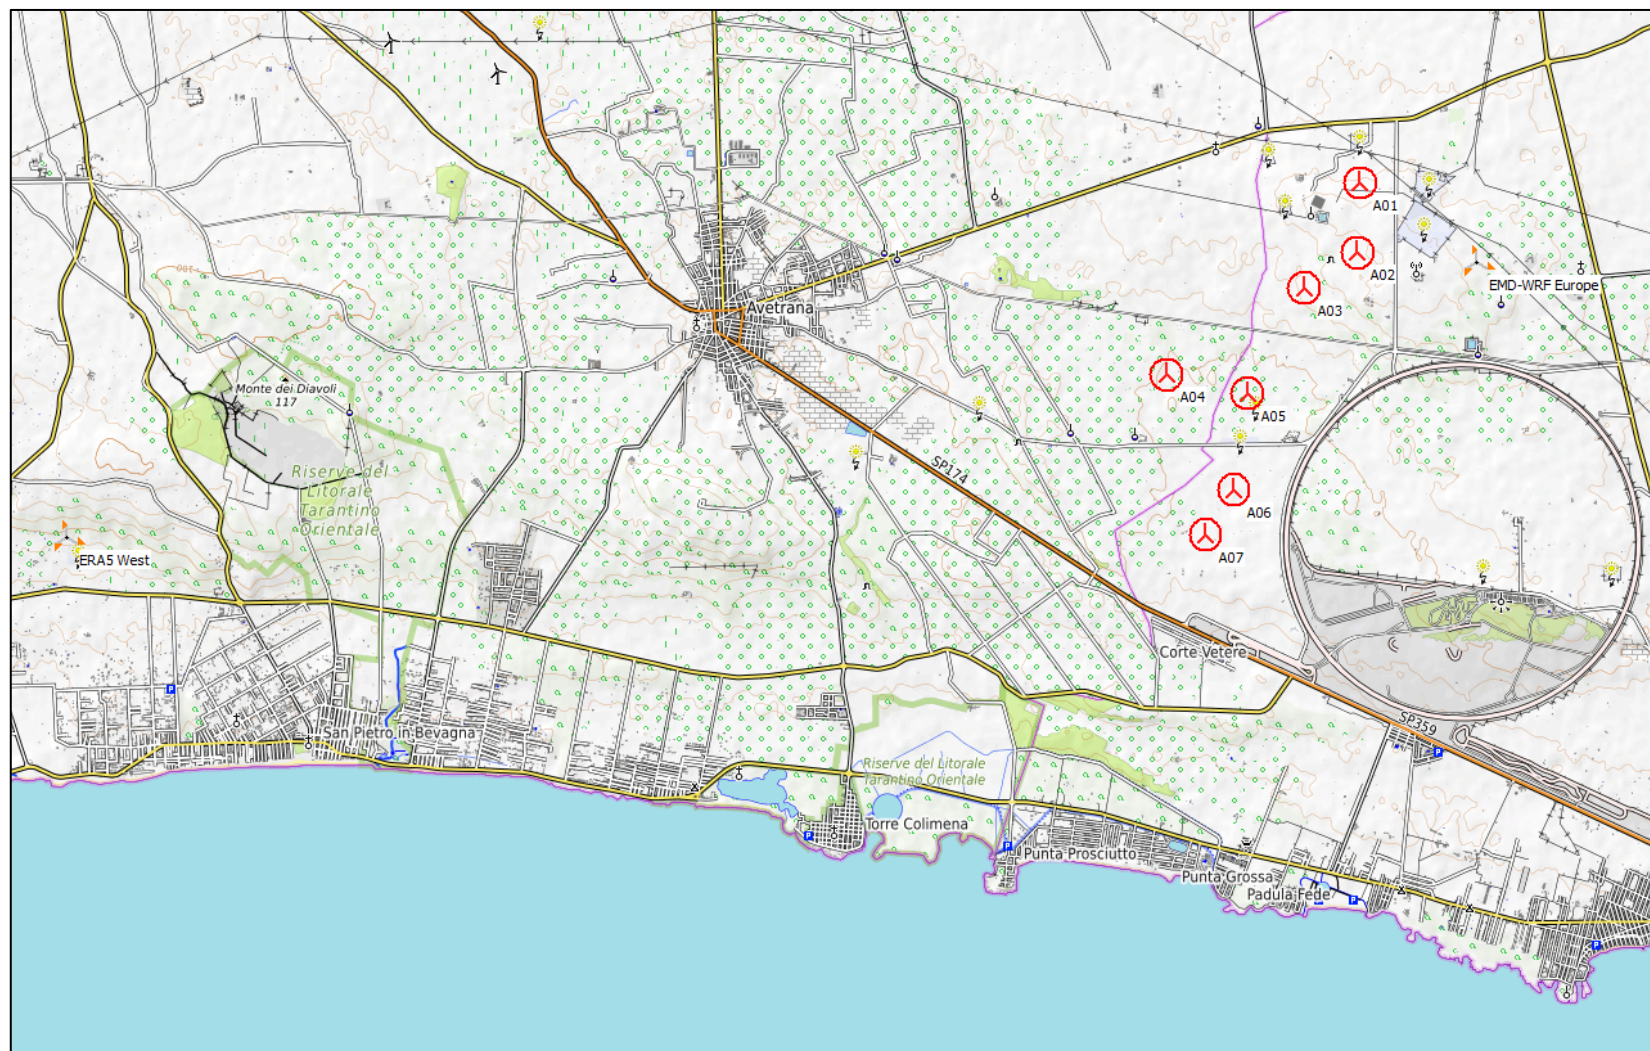 A01
A02
EMD-WRF Europe
A03
Avetrana
Monte dei Diavoli
117
A04
A05
SP174
Riserve del
Litorale
Tarantino
Orientale
A06
ERA5 West
A07
Corte Vetere
SP359
San Pietro in Bevagna
Riserve del Litorale
Tarantino Orientale
Torre Colimena
Punta Prosciutto
Punta Grossa
Padula Fede
P
P
P
P
P
P
P